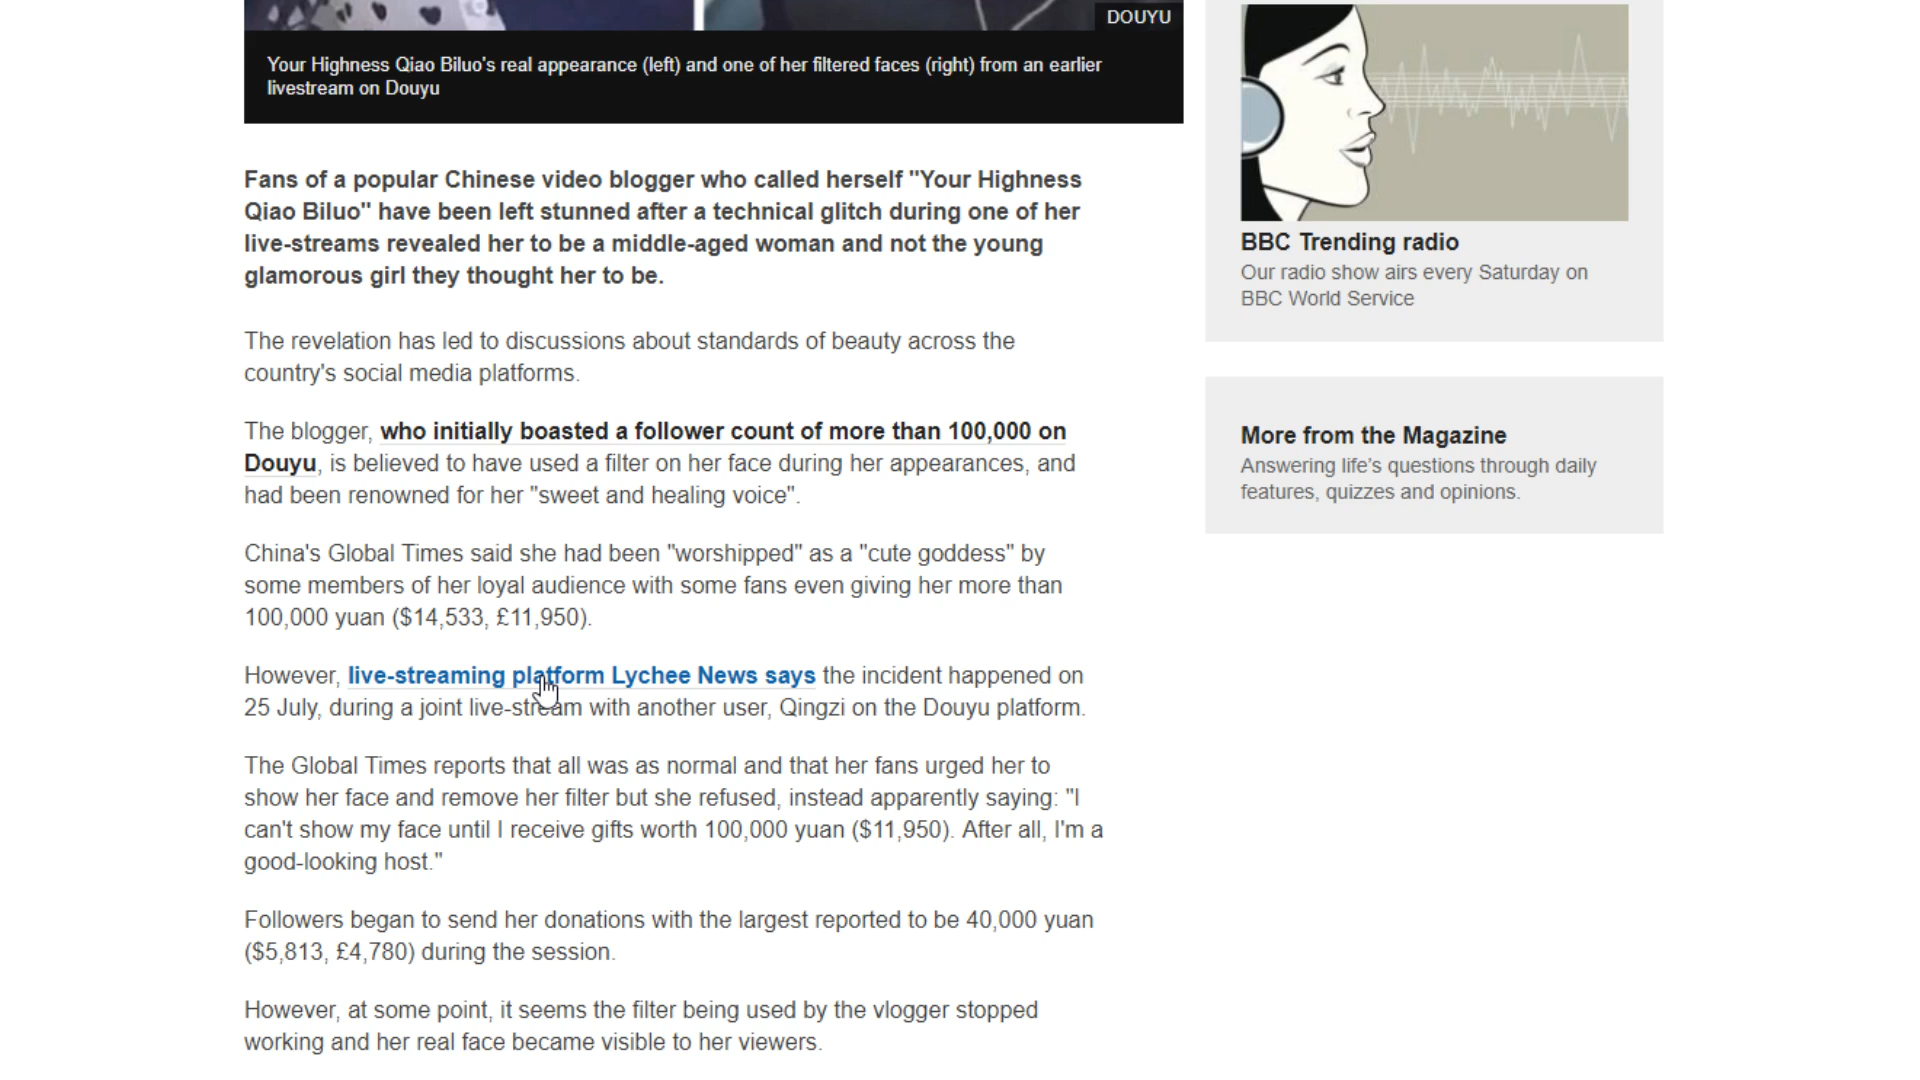 DOUYU
Your Highness Qiao Biluo's real appearance (left) and one of her filtered faces (right) from an earlier
livestream on Douyu
Fans of a popular Chinese video blogger who called herself "Your Highness
Qiao Biluo" have been left stunned after a technical glitch during one of her
live-streams revealed her to be a middle-aged woman and not the young
glamorous girl they thought her to be.
The revelation has led to discussions about standards of beauty across the
country's social media platforms.
The blogger, who initially boasted a follower count of more than 100,000 on
Douyu, is believed to have used a filter on her face during her appearances, and
had been renowned for her "sweet and healing voice".
China's Global Times said she had been "worshipped" as a "cute goddess" by
some members of her loyal audience with some fans even giving her more than
100,000 yuan ($14,533, £11,950).
However, live-streaming platform Lychee News says the incident happened on
25 July, during a joint live-stream with another user, Qingzi on the Douyu platform.
The Global Times reports that all was as normal and that her fans urged her to
show her face and remove her filter but she refused, instead apparently saying: "I
can't show my face until I receive gifts worth 100,000 yuan ($11,950). After all, I'm a
good-looking host."
Followers began to send her donations with the largest reported to be 40,000 yuan
($5,813, £4,780) during the session.
However, at some point, it seems the filter being used by the vlogger stopped
working and her real face became visible to her viewers.
BBC Trending radio
Our radio show airs every Saturday on
BBC World Service
More from the Magazine
Answering life’s questions through daily
features, quizzes and opinions.